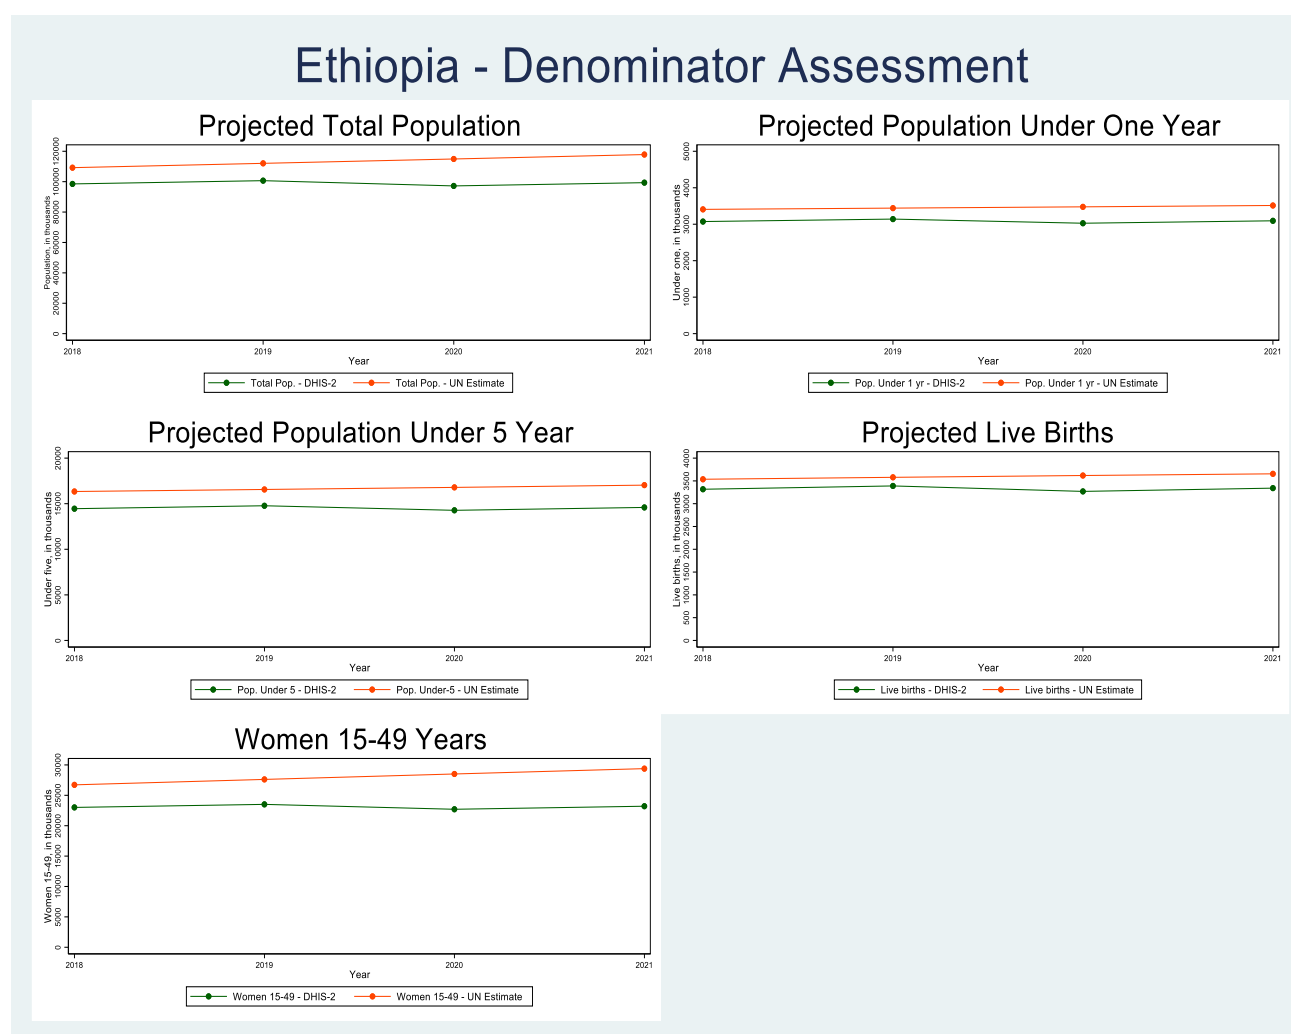 Ethiopia - Denominator Assessment
Projected Total Population
Population, in thousands
0 20000 40000 60000 80000 100000 120000
2018 2019 2020 2021
Year
Total Pop. - DHIS-2 Total Pop. - UN Estimate
Projected Population Under One Year
Under one, in thousands
0 1000 2000 3000 4000 5000
2018 2019 2020 2021
Year
Pop. Under 1 yr - DHIS-2 Pop. Under 1 yr - UN Estimate
Projected Population Under 5 Year
Under five, in thousands
0 5000 10000 15000 20000
2018 2019 2020 2021
Year
Pop. Under 5 - DHIS-2 Pop. Under-5 - UN Estimate
Projected Live Births
Live births, in thousands
0 500 1000 1500 2000 2500 3000 3500 4000
2018 2019 2020 2021
Year
Live births - DHIS-2 Live births - UN Estimate
Women 15-49 Years
Women 15-49, in thousands
0 5000 10000 15000 20000 25000 30000
2018 2019 2020 2021
Year
Women 15-49 - DHIS-2 Women 15-49 - UN Estimate